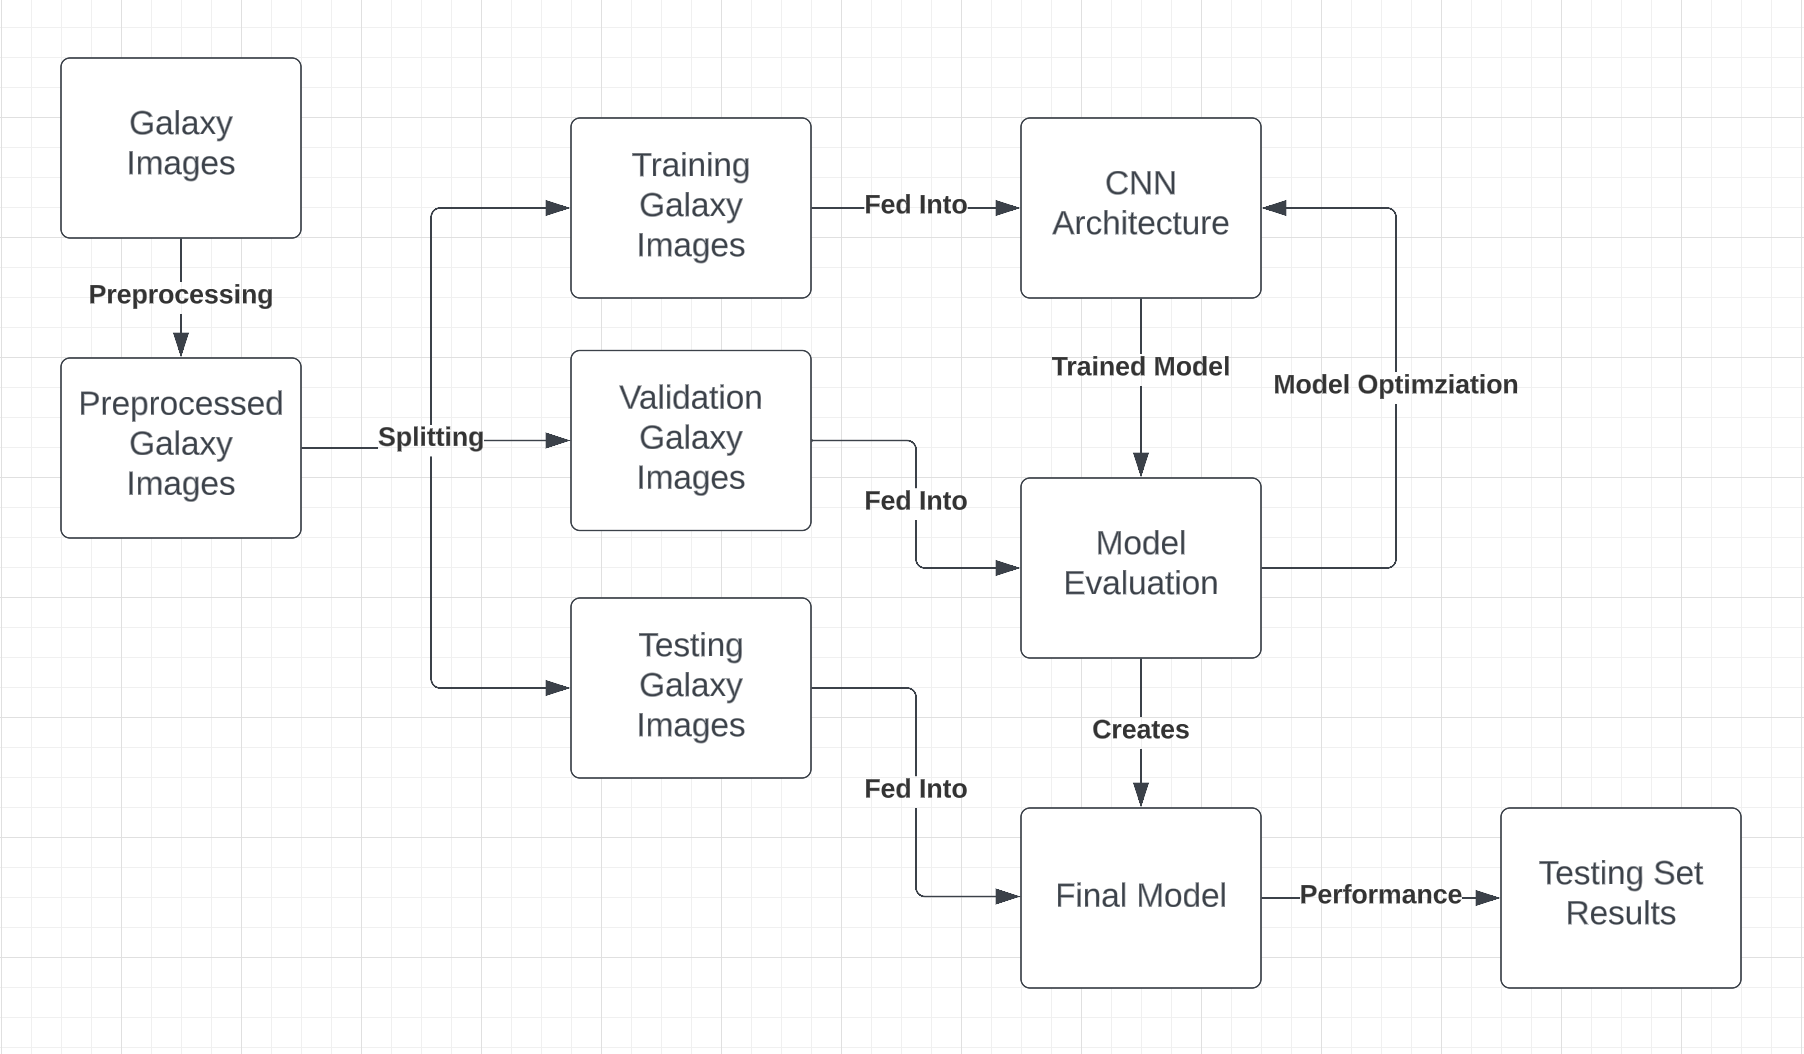 Galaxy
Images
Preprocessing
Preprocessed
Galaxy
Images
Splitting
Training
Galaxy
Images
Fed Into
CNN
Architecture
Validation
Galaxy
Images
Fed Into
Trained Model
Model Optimziation
Model
Evaluation
Testing
Galaxy
Images
Fed Into
Creates
Final Model
Performance
Testing Set
Results